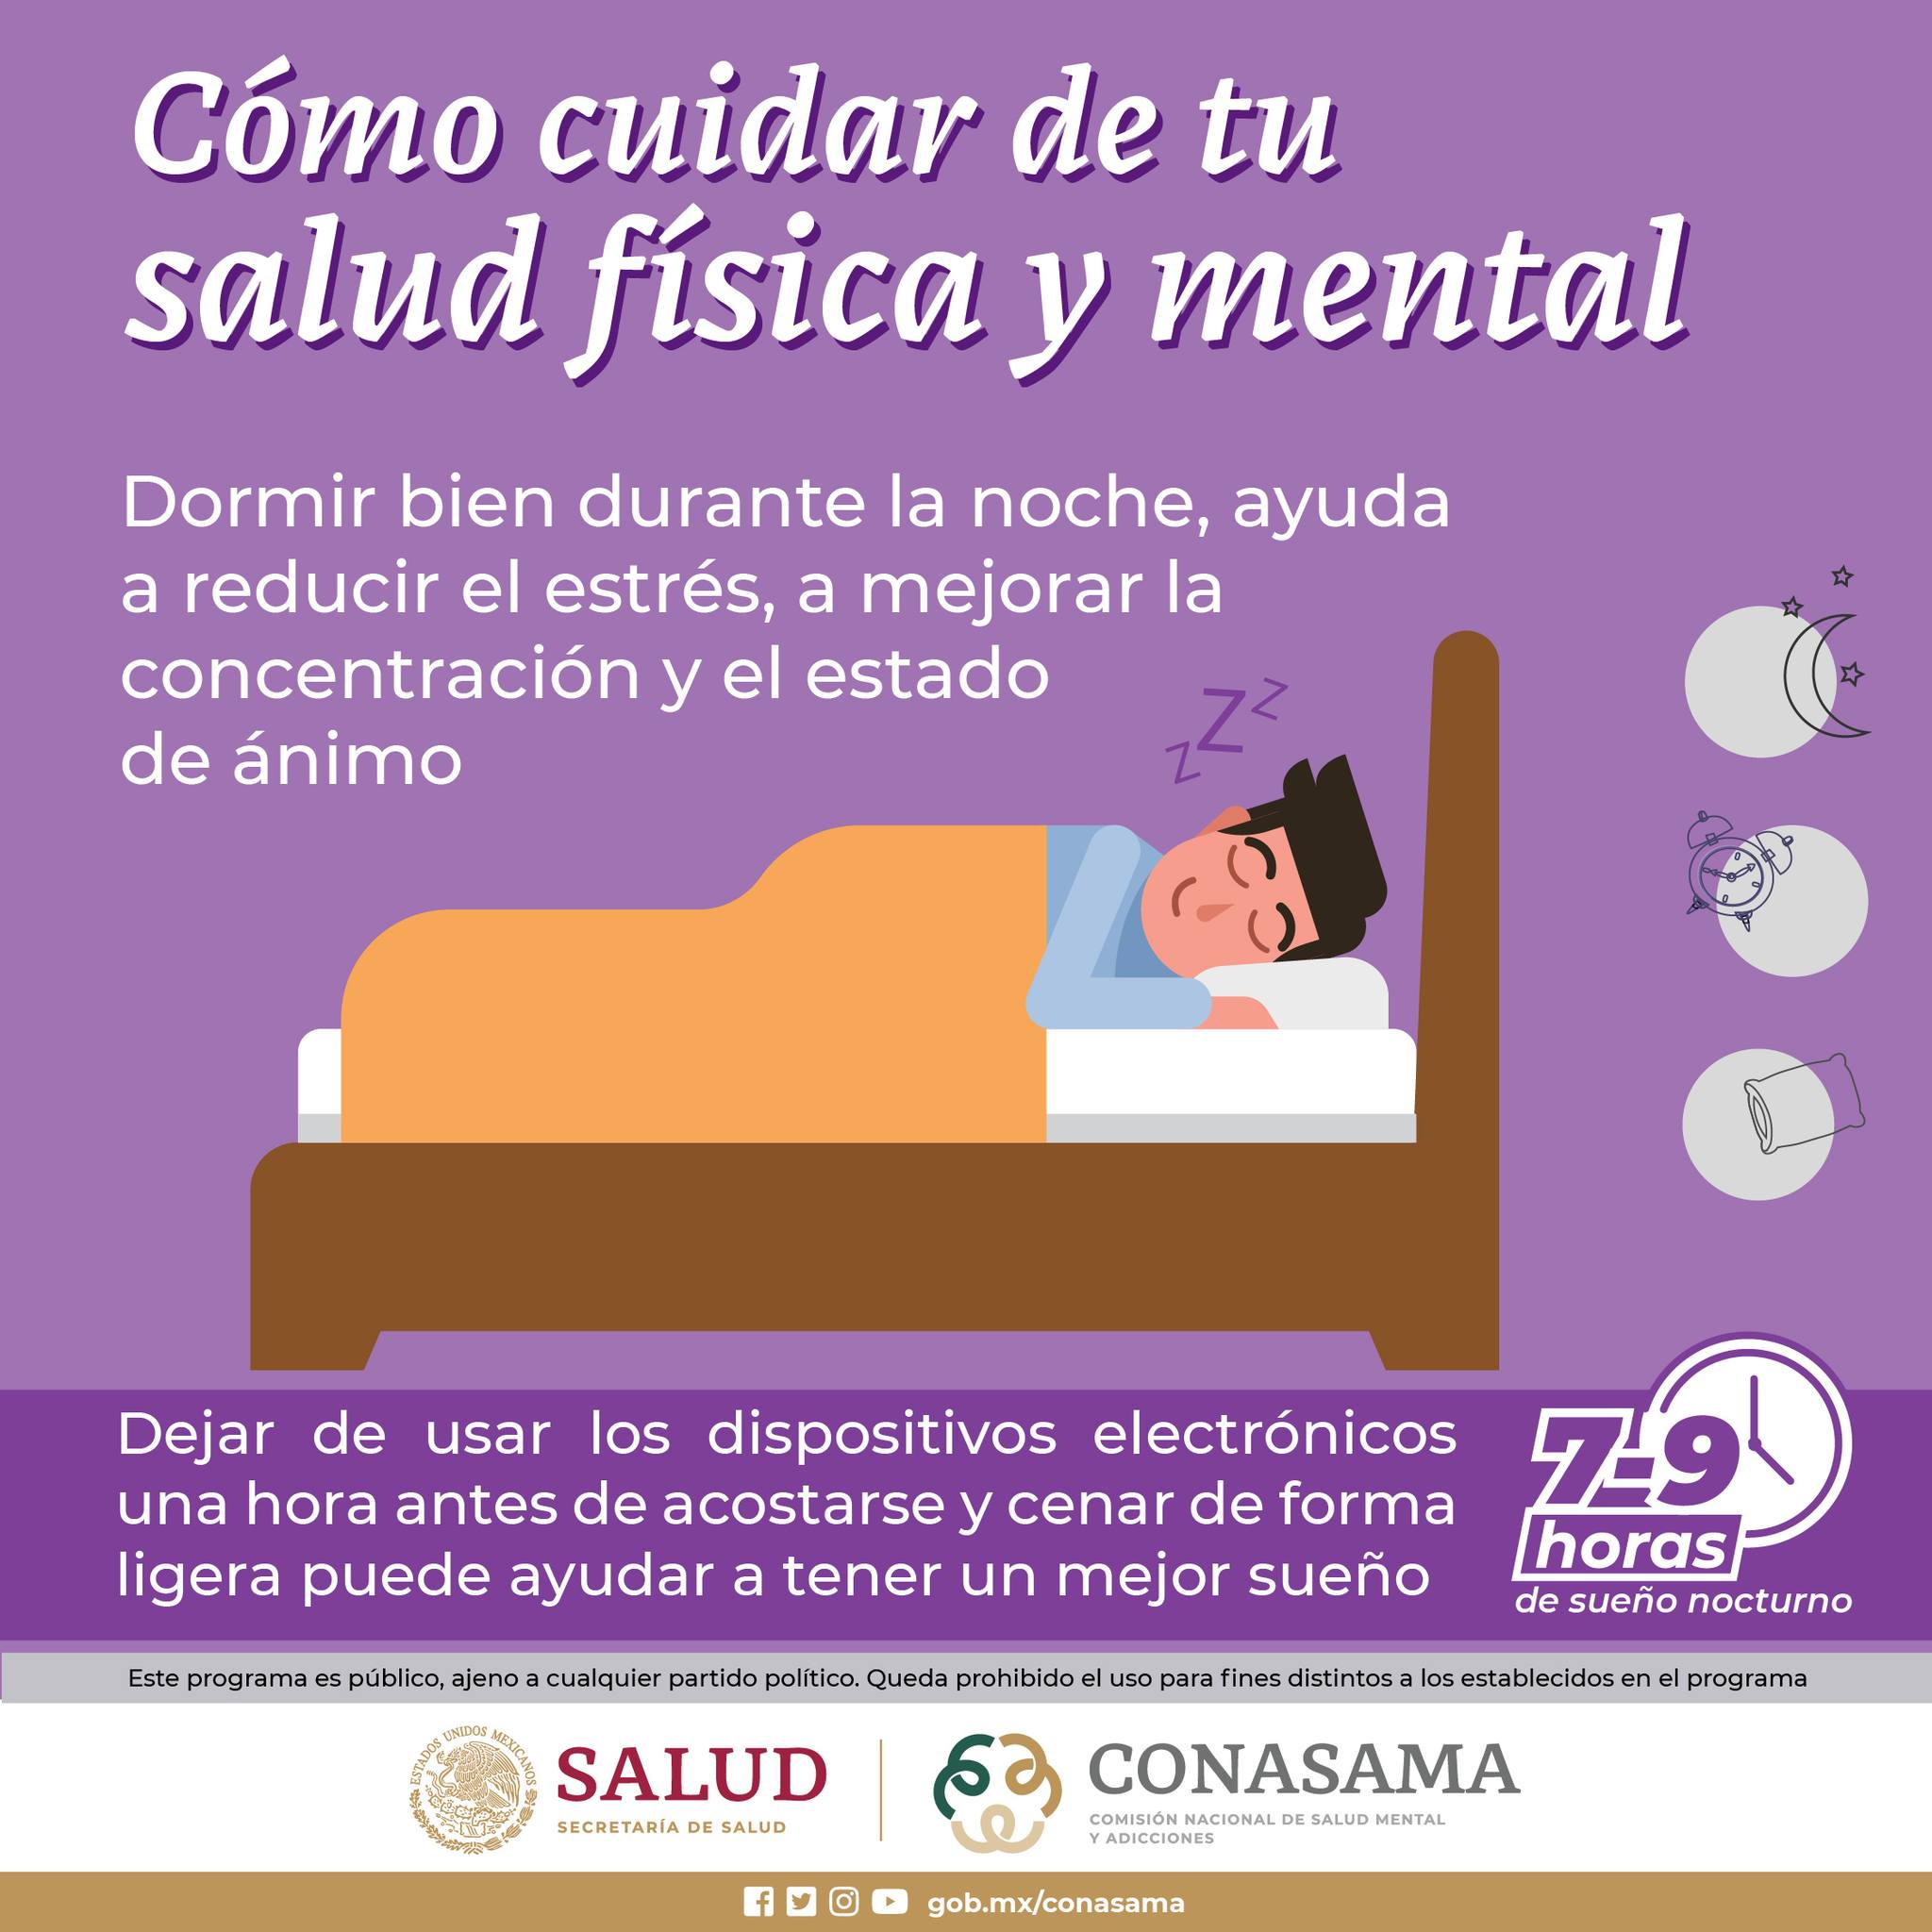 Cómo cuidar de tu
salud física y mental
Dormir bien durante la noche, ayuda
a reducir el estrés, a mejorar la
concentración y el estado
de ánimo
z
Z
z
Dejar de usar los dispositivos electrónicos
una hora antes de acostarse y cenar de forma
ligera puede ayudar a tener un mejor sueño
7-9
horas
de sueño nocturno
Este programa es público, ajeno a cualquier partido político. Queda prohibido el uso para fines distintos a los establecidos en el programa
ESTADOS UNIDOS MEXICANOS
SALUD
SECRETARÍA DE SALUD
CONASAMA
COMISIÓN NACIONAL DE SALUD MENTAL
Y ADICCIONES
gob.mx/conasama